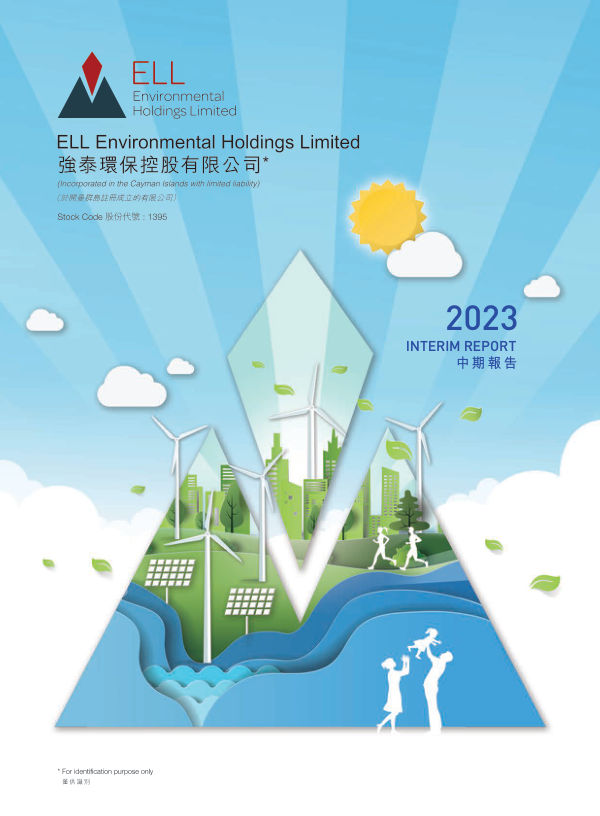 ELL
Environmental
Holdings Limited
ELL Environmental Holdings Limited
強泰環保控股有限公司*
(Incorporated in the Cayman Islands with limited liability)
(於開曼群島註冊成立的有限公司)
Stock Code 股份代號 : 1395
2023
INTERIM REPORT
中期報告
* For identification purpose only
僅供識別